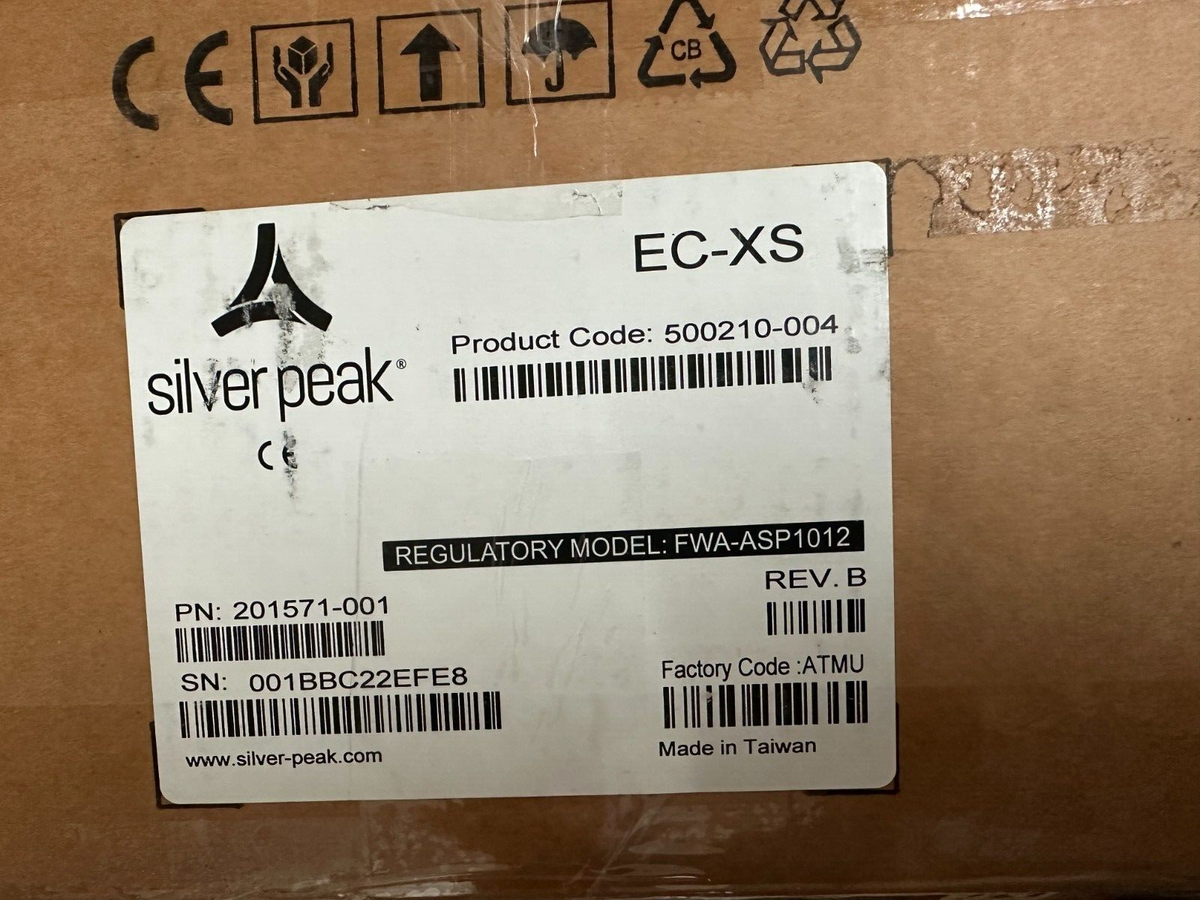 CE
CB
EC-XS
Product Code: 500210-004
silver peak®
CE
REGULATORY MODEL: FWA-ASP1012
REV. B
PN: 201571-001
SN: 001BBC22EFE8
Factory Code :ATMU
www.silver-peak.com
Made in Taiwan